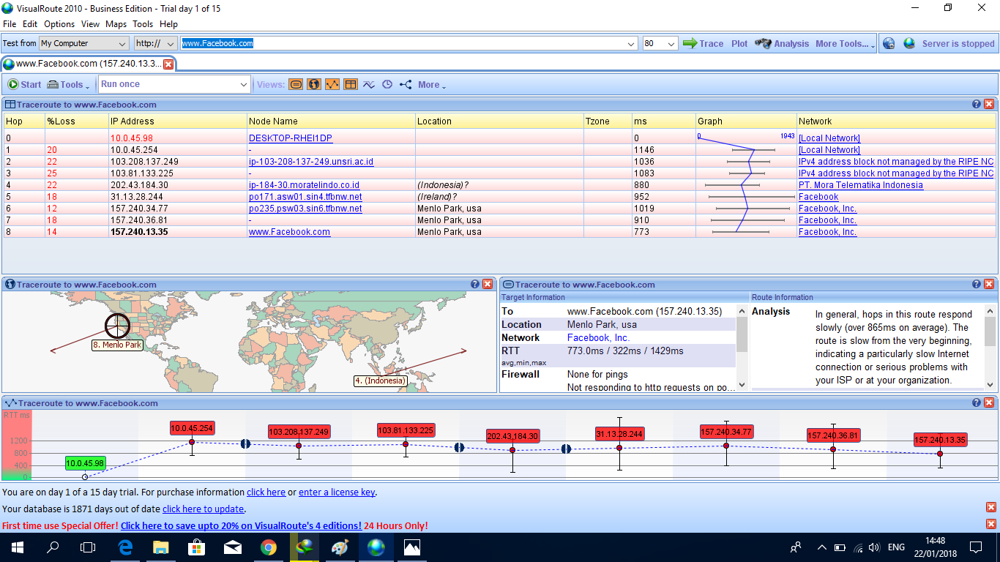 VisualRoute 2010 - Business Edition - Trial day 1 of 15
File Edit Options View Maps Tools Help
Test from My Computer http:// www.Facebook.com 80 Trace Plot Analysis More Tools... Server is stopped
www.Facebook.com (157.240.13.3...
Start Tools Run once Views: More
Traceroute to www.Facebook.com
Hop %Loss IP Address Node Name Location Tzone ms Graph Network
0 10.0.45.98 DESKTOP-RHEI1DP 0 0 1943 [Local Network]
1 20 10.0.45.254 - 1146 [Local Network]
2 22 103.208.137.249 ip-103-208-137-249.unsri.ac.id 1036 IPv4 address block not managed by the RIPE NC
3 25 103.81.133.225 - 1083 IPv4 address block not managed by the RIPE NC
4 22 202.43.184.30 ip-184-30.moratelindo.co.id (Indonesia)? 880 PT. Mora Telematika Indonesia
5 18 31.13.28.244 po171.asw01.sin4.tfbnw.net (Ireland)? 952 Facebook
6 12 157.240.34.77 po235.psw03.sin6.tfbnw.net Menlo Park, usa 1019 Facebook, Inc.
7 18 157.240.36.81 - Menlo Park, usa 910 Facebook, Inc.
8 14 157.240.13.35 www.Facebook.com Menlo Park, usa 773 Facebook, Inc.
Traceroute to www.Facebook.com
8. Menlo Park
4. (Indonesia)
Traceroute to www.Facebook.com
Target Information
To www.Facebook.com (157.240.13.35)
Location Menlo Park, usa
Network Facebook, Inc.
RTT 773.0ms / 322ms / 1429ms
avg,min,max
Firewall None for pings
Not responding to http requests on po...
Route Information
Analysis In general, hops in this route respond
slowly (over 865ms on average). The
route is slow from the very beginning,
indicating a particularly slow Internet
connection or serious problems with
your ISP or at your organization.
Traceroute to www.Facebook.com
RTT ms
1200
800
400
0
10.0.45.98
10.0.45.254
103.208.137.249
103.81.133.225
202.43.184.30
31.13.28.244
157.240.34.77
157.240.36.81
157.240.13.35
You are on day 1 of a 15 day trial. For purchase information click here or enter a license key.
Your database is 1871 days out of date click here to update.
First time use Special Offer! Click here to save upto 20% on VisualRoute's 4 editions! 24 Hours Only!
ENG
14:48
22/01/2018